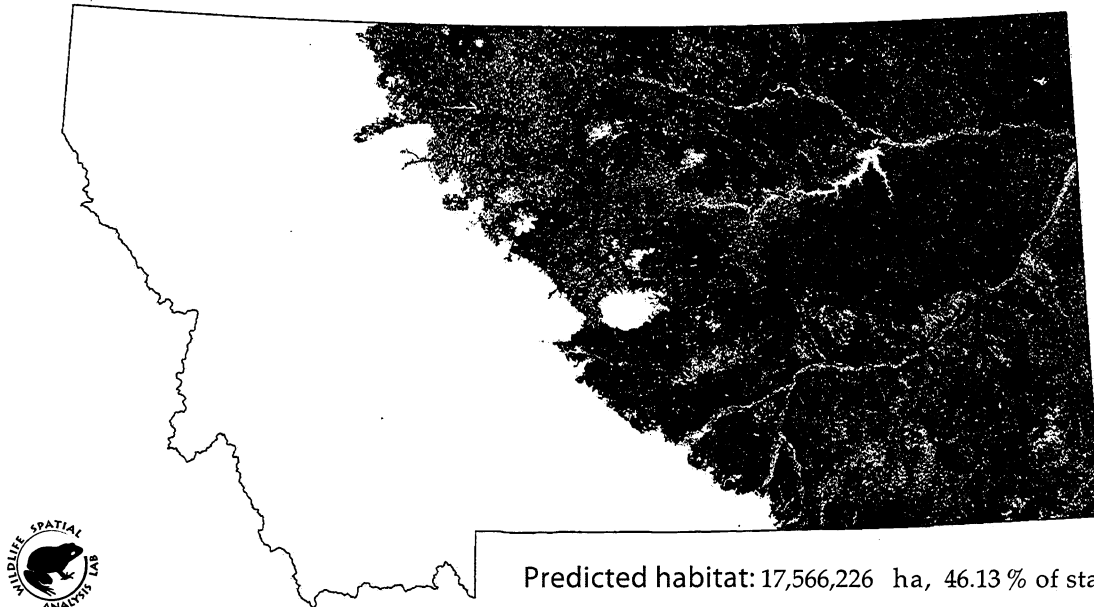 WILDLIFE SPATIAL ANALYSIS LAB
Predicted habitat: 17,566,226 ha, 46.13 % of sta